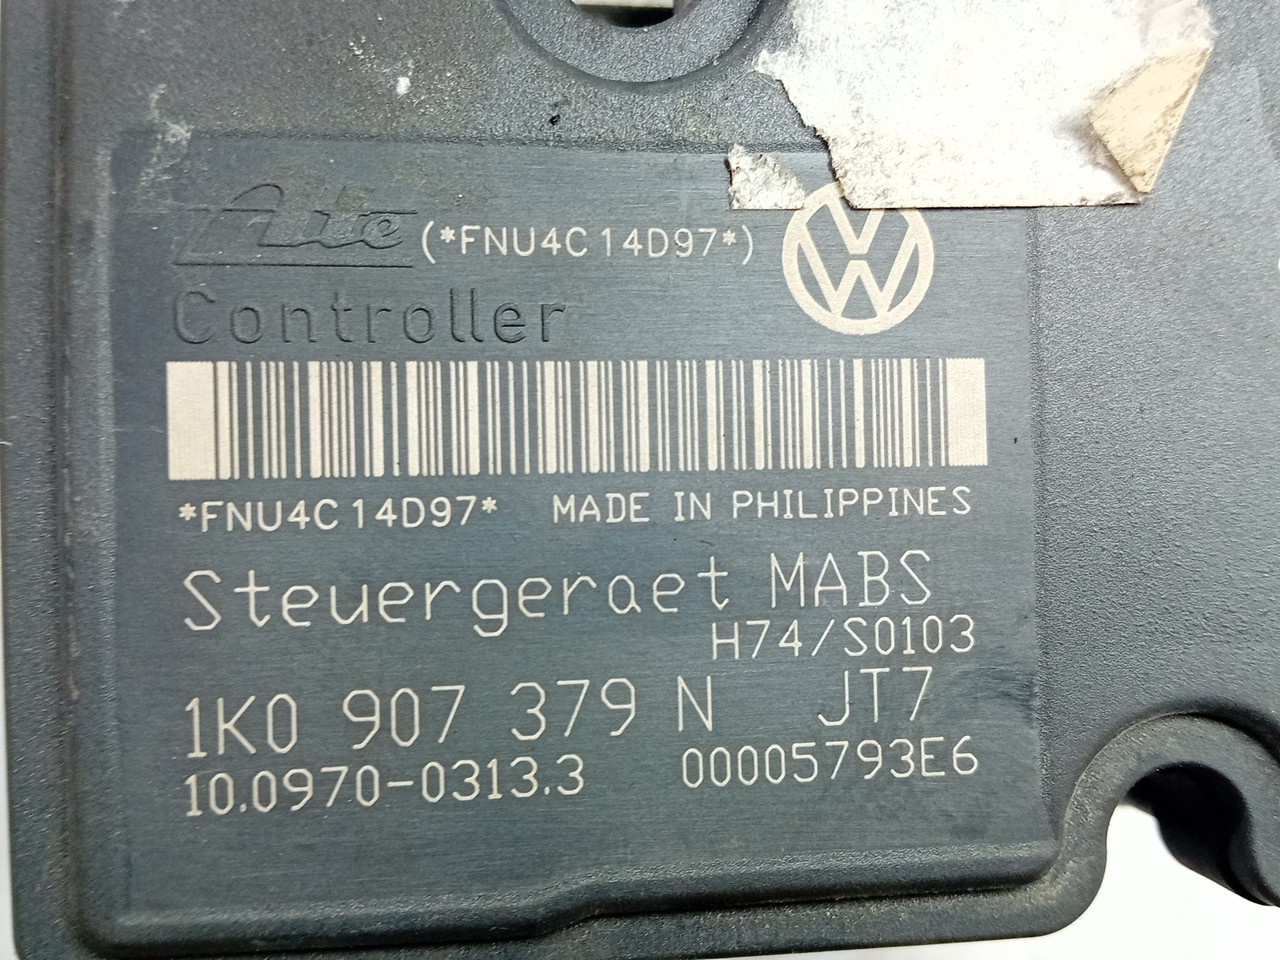 Ate (*FNU4C14D97*)
Controller
*FNU4C14D97* MADE IN PHILIPPINES
Steuergeraet MABS
H74/S0103
1K0 907 379 N JT7
10.0970-0313.3 00005793E6